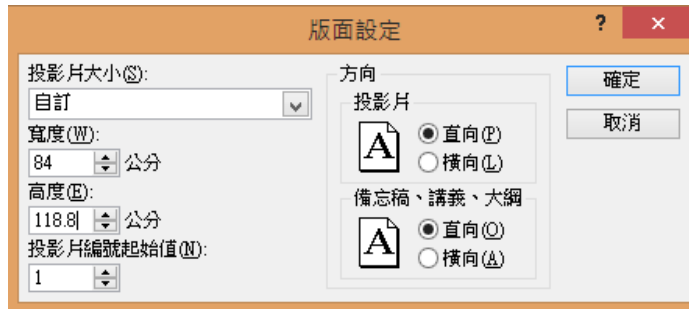 版面設定
?
×
投影片大小(S):
自訂
寬度(W):
84 公分
高度(E):
118.8 公分
投影片編號起始值(N):
1
方向
投影片
A
直向(P)
橫向(L)
備忘稿、講義、大綱
A
直向(O)
橫向(A)
確定
取消